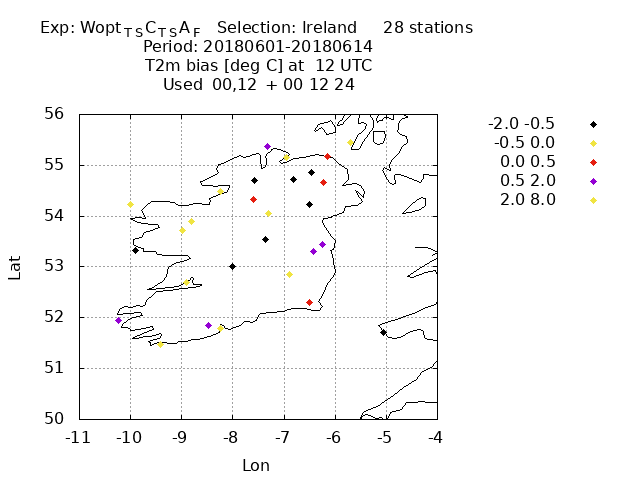 Exp: Wopt_TS C_TS A_F   Selection: Ireland     28 stations
Period: 20180601-20180614
T2m bias [deg C] at  12 UTC
Used  00,12  + 00 12 24
-2.0 -0.5
-0.5 0.0
0.0 0.5
0.5 2.0
2.0 8.0
56
55
54
53
52
51
50
Lat
-11 -10 -9 -8 -7 -6 -5 -4
Lon